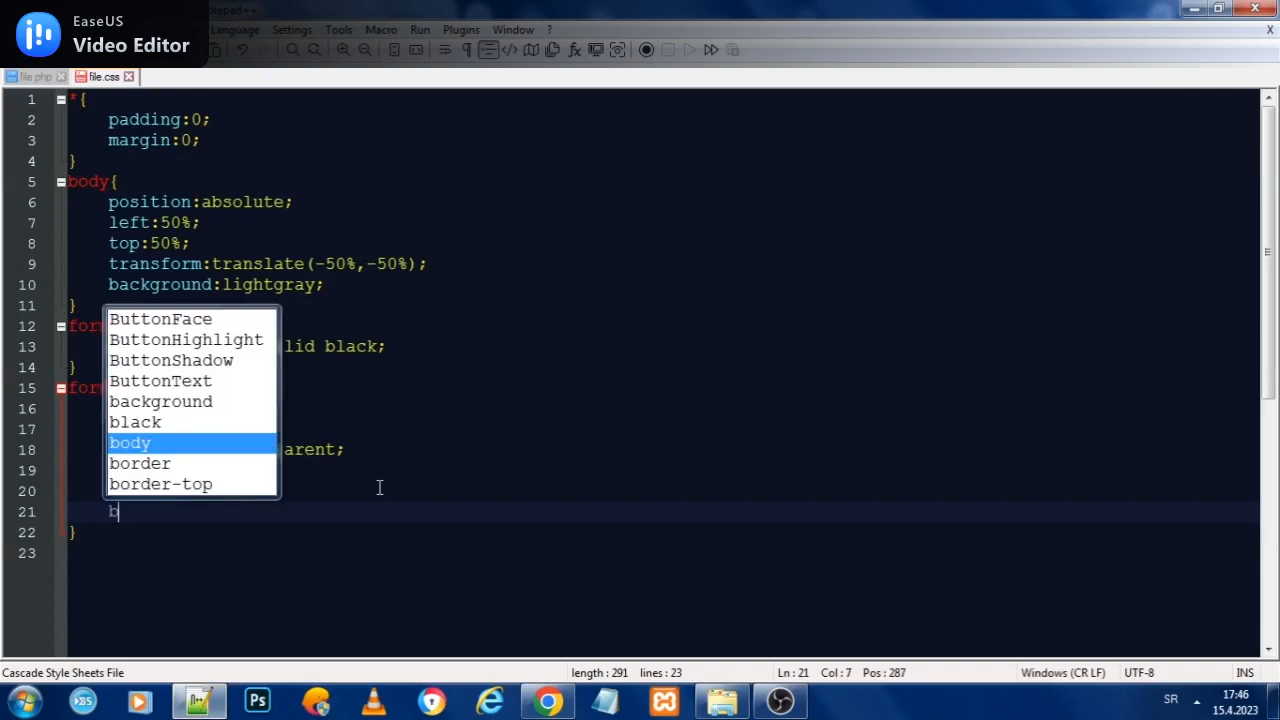 EaseUS
Video Editor
Language Settings Tools Macro Run Plugins Window ? X
file.php file.css
1 *{
2 padding:0;
3 margin:0;
4 }
5 body{
6 position:absolute;
7 left:50%;
8 top:50%;
9 transform:translate(-50%,-50%);
10 background:lightgray;
11 }
ButtonFace
12 for
ButtonHighlight
13 lid black;
ButtonShadow
14 }
ButtonText
15 for
background
16
black
17
body
18 arent;
border
19
border-top
20
21 b
22 }
23
Cascade Style Sheets File length : 291 lines : 23 Ln : 21 Col : 7 Pos : 287 Windows (CR LF) UTF-8 INS
Ps SR 17:46
15.4.2023